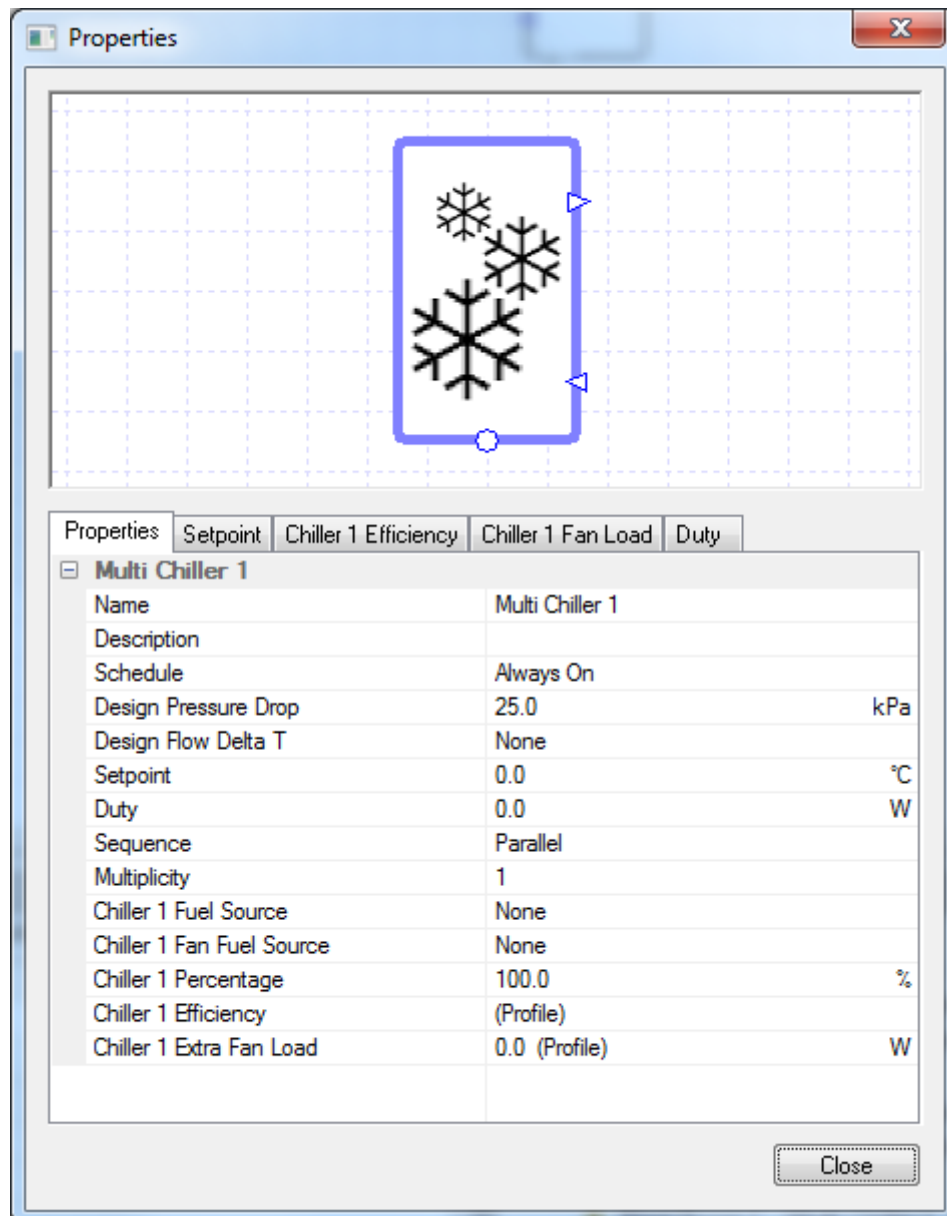 Properties
Properties Setpoint Chiller 1 Efficiency Chiller 1 Fan Load Duty
Multi Chiller 1
Name Multi Chiller 1
Description
Schedule Always On
Design Pressure Drop 25.0 kPa
Design Flow Delta T None
Setpoint 0.0 °C
Duty 0.0 W
Sequence Parallel
Multiplicity 1
Chiller 1 Fuel Source None
Chiller 1 Fan Fuel Source None
Chiller 1 Percentage 100.0 %
Chiller 1 Efficiency (Profile)
Chiller 1 Extra Fan Load 0.0 (Profile) W
Close